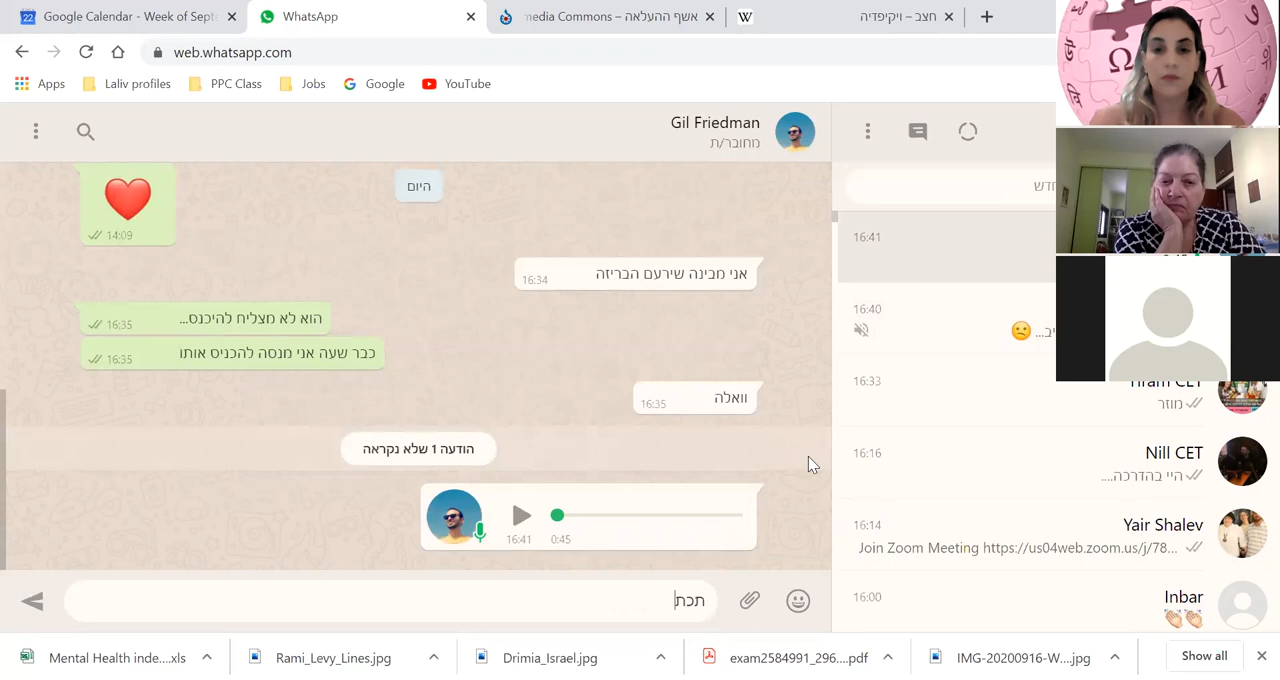 Google Calendar - Week of Septe
WhatsApp
אשף ההעלאה – media Commons
W
חצב – ויקיפדיה
web.whatsapp.com
Apps
Laliv profiles
PPC Class
Jobs
Google
YouTube
Gil Friedman
מחובר/ת
היום
14:09
אני מבינה שירעם הבריזה
16:34
הוא לא מצליח להיכנס...
16:35
כבר שעה אני מנסה להכניס אותו
16:35
וואלה
16:35
הודעה 1 שלא נקראה
16:41
0:45
תכת
חדש
16:41
16:40
יב...
16:33
Hram CET
מוזר
16:16
Nill CET
היי בהדרכה....
16:14
Yair Shalev
Join Zoom Meeting https://us04web.zoom.us/j/78...
16:00
Inbar
Mental Health inde....xls
Rami_Levy_Lines.jpg
Drimia_Israel.jpg
exam2584991_296....pdf
IMG-20200916-W....jpg
Show all
Ω
И